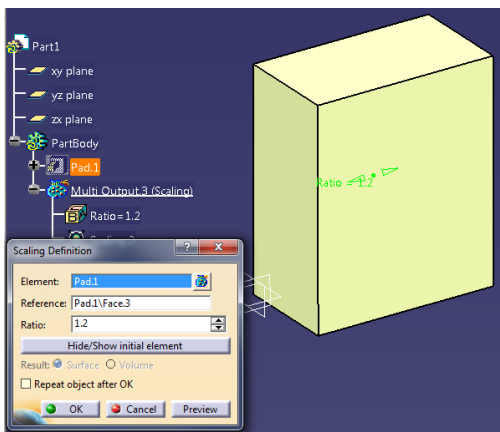 Part1
xy plane
yz plane
zx plane
PartBody
Pad.1
Multi Output.3 (Scaling)
Ratio=1.2
Ratio = 1.2
Scaling Definition
Element: Pad.1
Reference: Pad.1\Face.3
Ratio: 1.2
Hide/Show initial element
Result: Surface Volume
Repeat object after OK
OK Cancel Preview